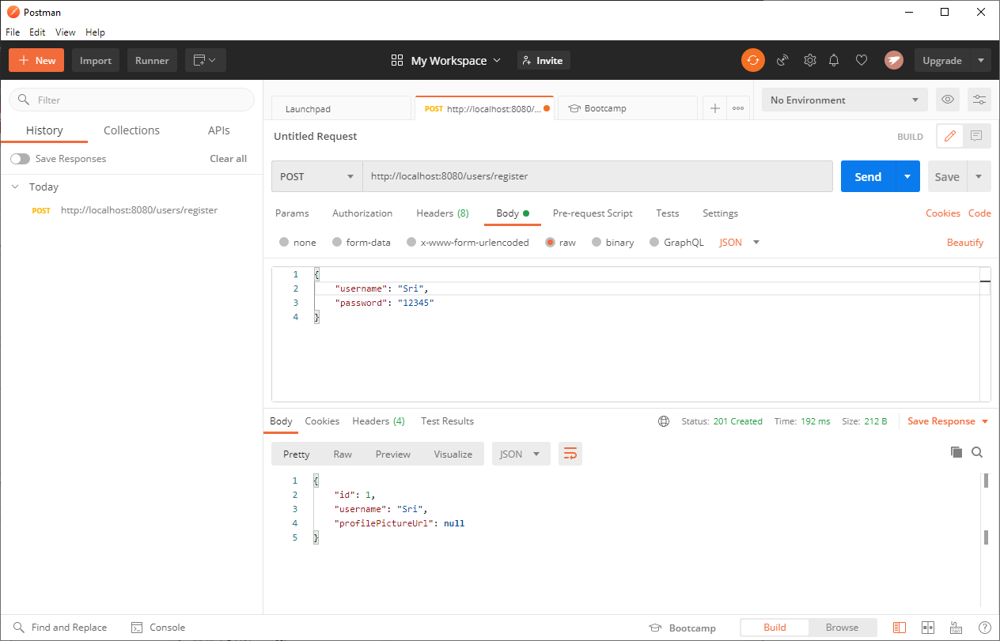 Postman
File Edit View Help
New Import Runner My Workspace Invite Upgrade
Filter
History Collections APIs
Save Responses Clear all
Today
POST http://localhost:8080/users/register
Launchpad POST http://localhost:8080/... Bootcamp No Environment
Untitled Request BUILD
POST http://localhost:8080/users/register Send Save
Params Authorization Headers (8) Body Pre-request Script Tests Settings Cookies Code
none form-data x-www-form-urlencoded raw binary GraphQL JSON Beautify
1 {
2 "username": "Sri",
3 "password": "12345"
4 }
Body Cookies Headers (4) Test Results Status: 201 Created Time: 192 ms Size: 212 B Save Response
Pretty Raw Preview Visualize JSON
1 {
2 "id": 1,
3 "username": "Sri",
4 "profilePictureUrl": null
5 }
Find and Replace Console Bootcamp Build Browse